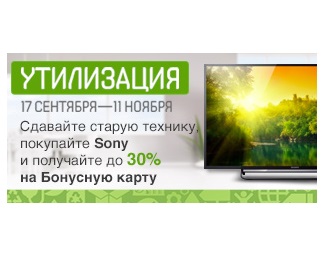 УТИЛИЗАЦИЯ
17 СЕНТЯБРЯ—11 НОЯБРЯ
Сдавайте старую технику,
покупайте Sony
и получайте до 30%
на Бонусную карту